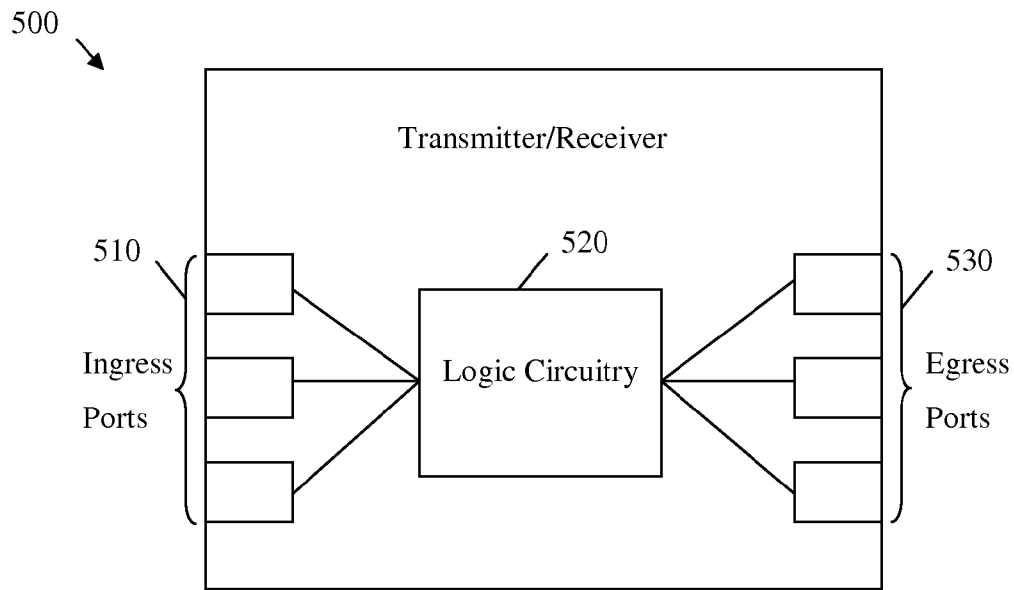 500
Transmitter/Receiver
510
520
530
Ingress
Ports
Logic Circuitry
Egress
Ports